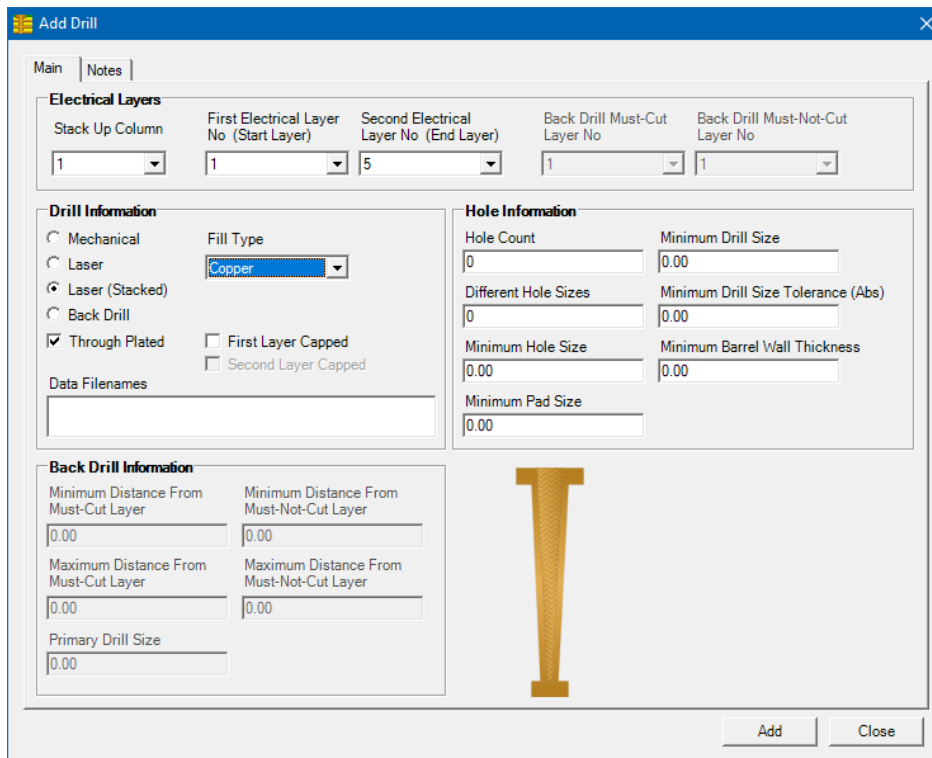 Add Drill
Main
Notes
Electrical Layers
Stack Up Column
First Electrical Layer
No (Start Layer)
Second Electrical
Layer No (End Layer)
Back Drill Must-Cut
Layer No
Back Drill Must-Not-Cut
Layer No
1
1
5
1
1
Drill Information
Mechanical
Fill Type
Laser
Copper
Laser (Stacked)
Back Drill
Through Plated
First Layer Capped
Second Layer Capped
Data Filenames
Hole Information
Hole Count
Minimum Drill Size
0
0.00
Different Hole Sizes
Minimum Drill Size Tolerance (Abs)
0
0.00
Minimum Hole Size
Minimum Barrel Wall Thickness
0.00
0.00
Minimum Pad Size
0.00
Back Drill Information
Minimum Distance From
Must-Cut Layer
Minimum Distance From
Must-Not-Cut Layer
0.00
0.00
Maximum Distance From
Must-Cut Layer
Maximum Distance From
Must-Not-Cut Layer
0.00
0.00
Primary Drill Size
0.00
Add
Close